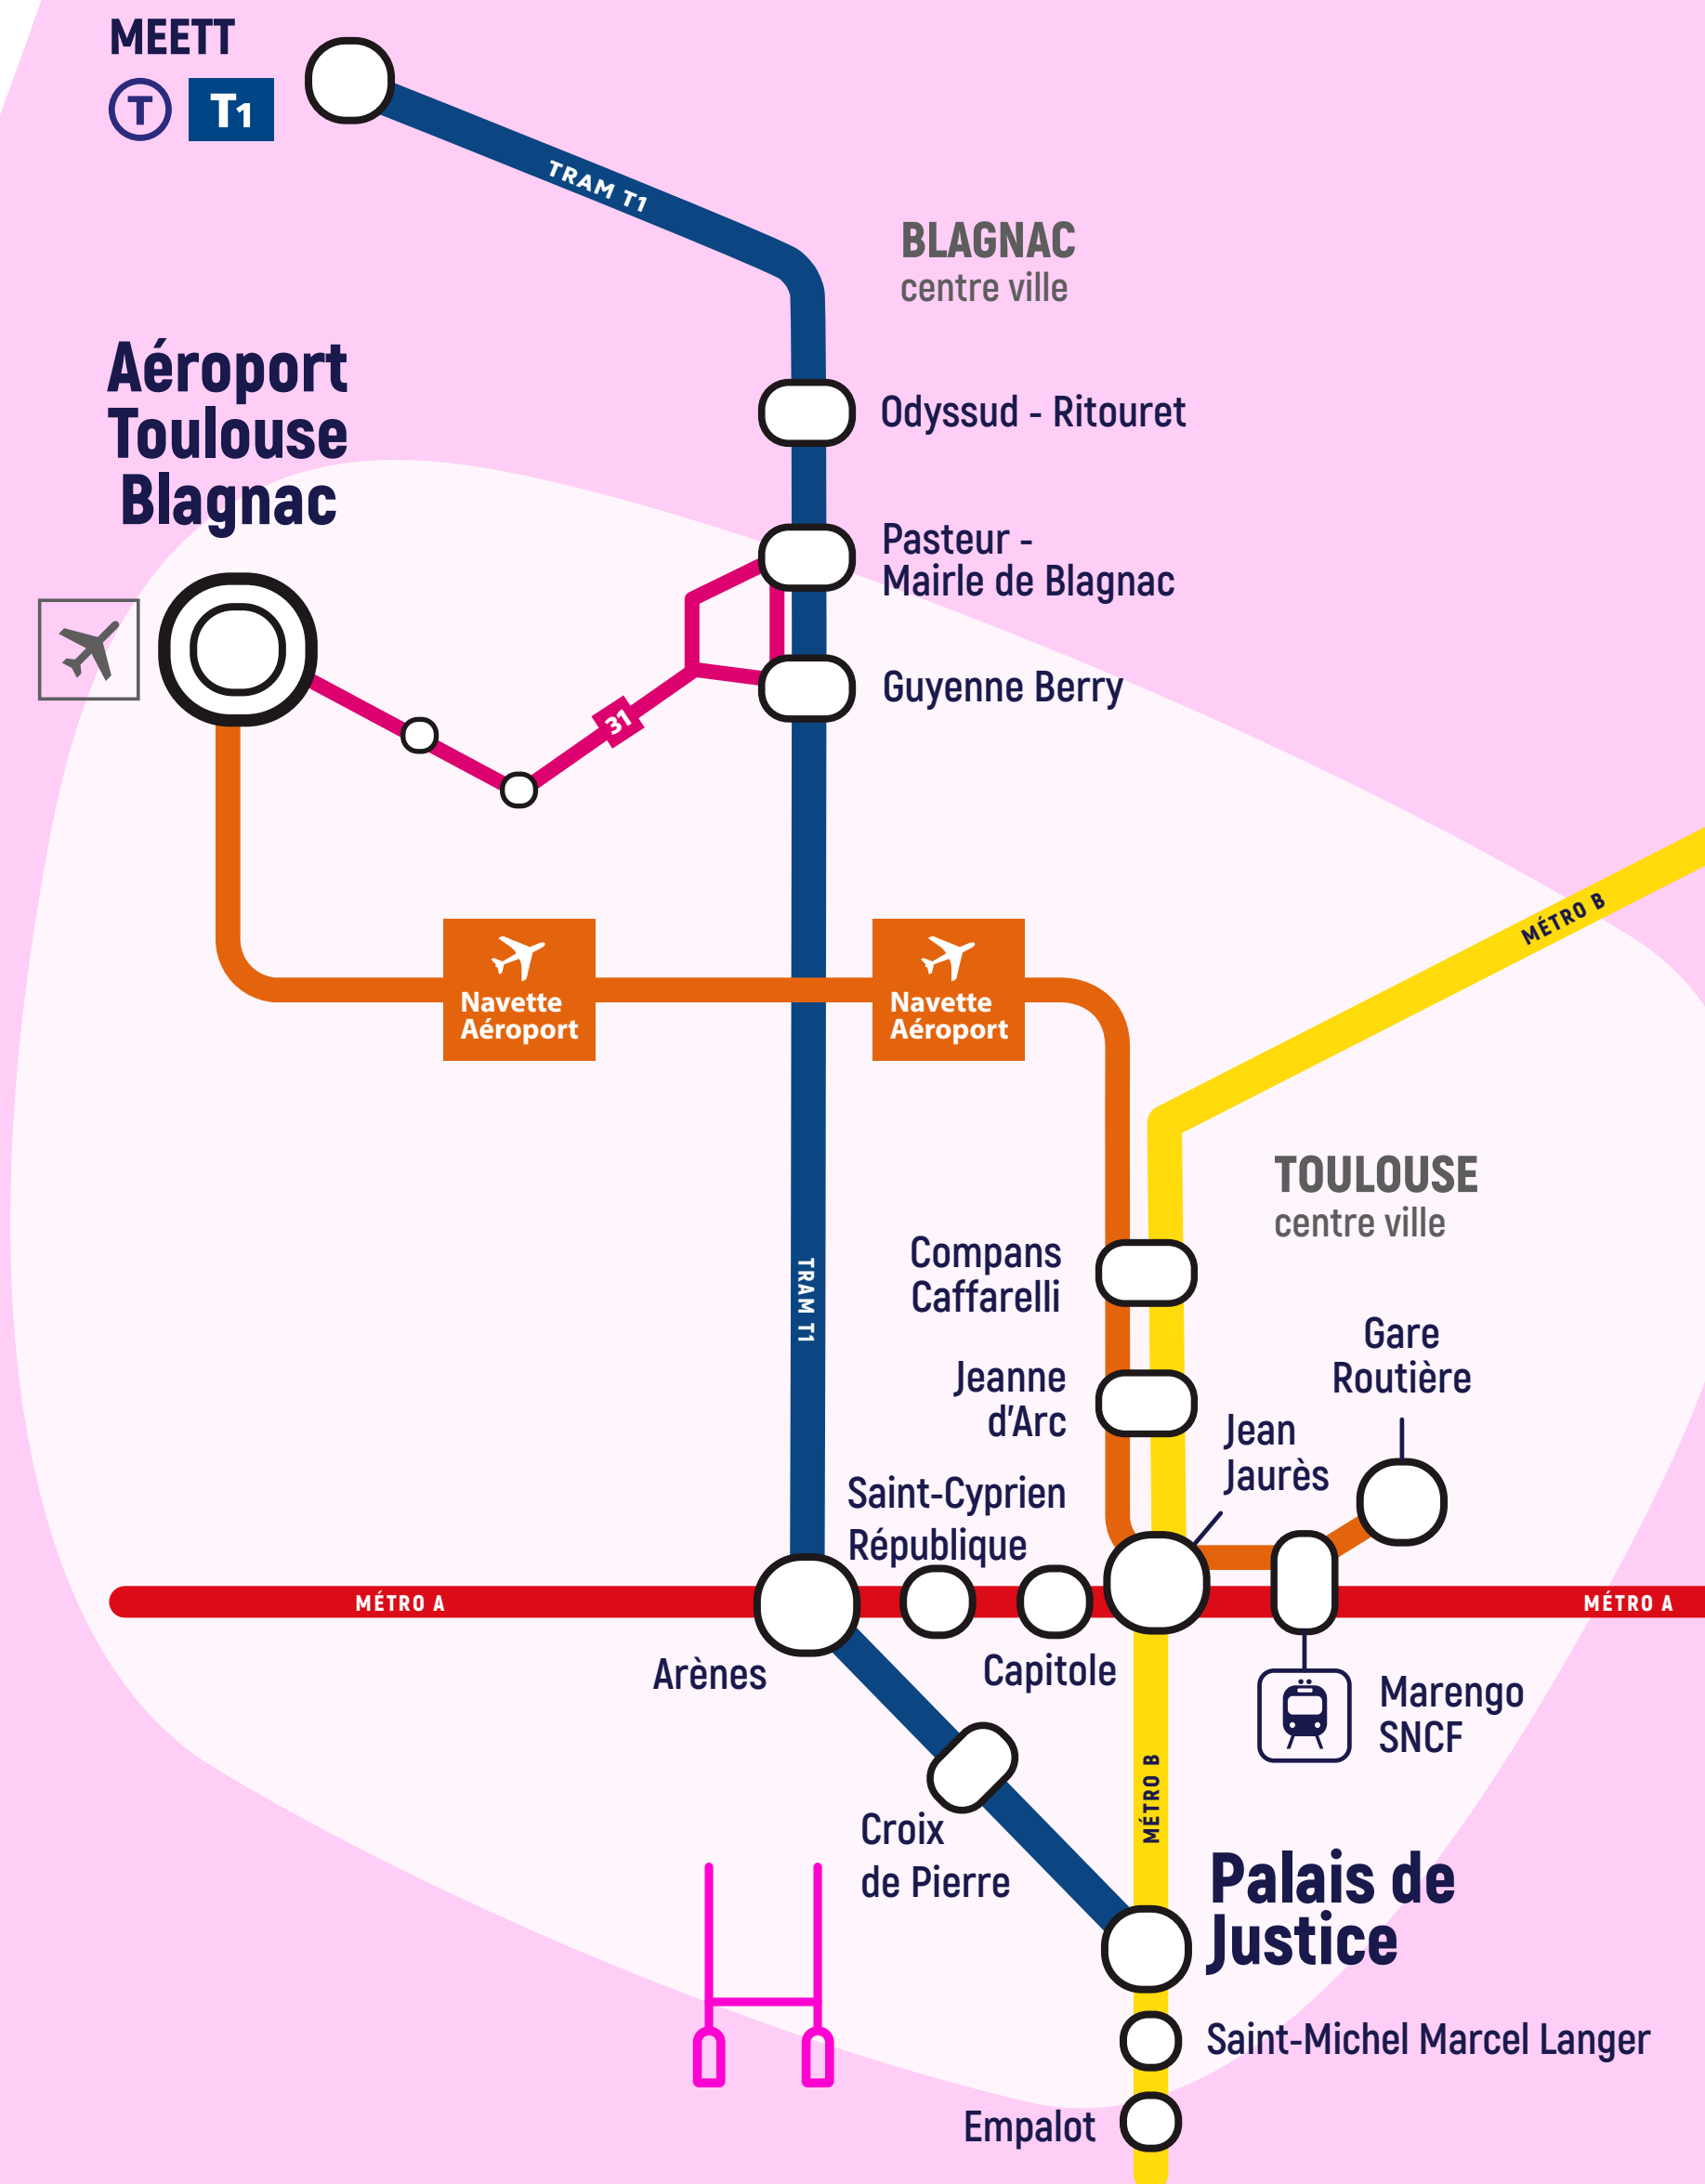 MEETT
T
T1
TRAM T1
BLAGNAC
centre ville
Aéroport
Toulouse
Blagnac
Odyssud - Ritouret
Pasteur -
Mairle de Blagnac
Guyenne Berry
31
MÉTRO B
Navette
Aéroport
Navette
Aéroport
TOULOUSE
centre ville
TRAM T1
Compans
Caffarelli
Gare
Routière
Jeanne
d'Arc
Jean
Jaurès
Saint-Cyprien
République
MÉTRO A
MÉTRO A
Arènes
Capitole
Marengo
SNCF
MÉTRO B
Croix
de Pierre
Palais de
Justice
Saint-Michel Marcel Langer
Empalot